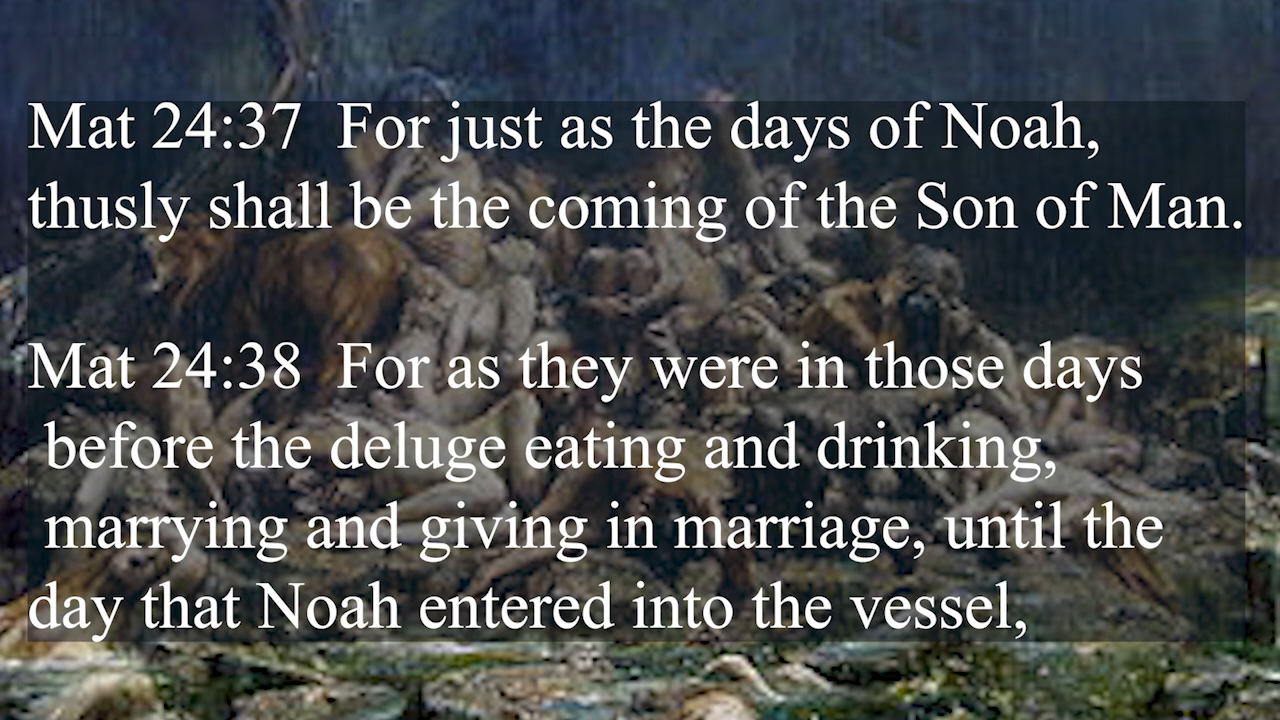 Mat 24:37  For just as the days of Noah,
thusly shall be the coming of the Son of Man.
Mat 24:38  For as they were in those days
before the deluge eating and drinking,
marrying and giving in marriage, until the
day that Noah entered into the vessel,